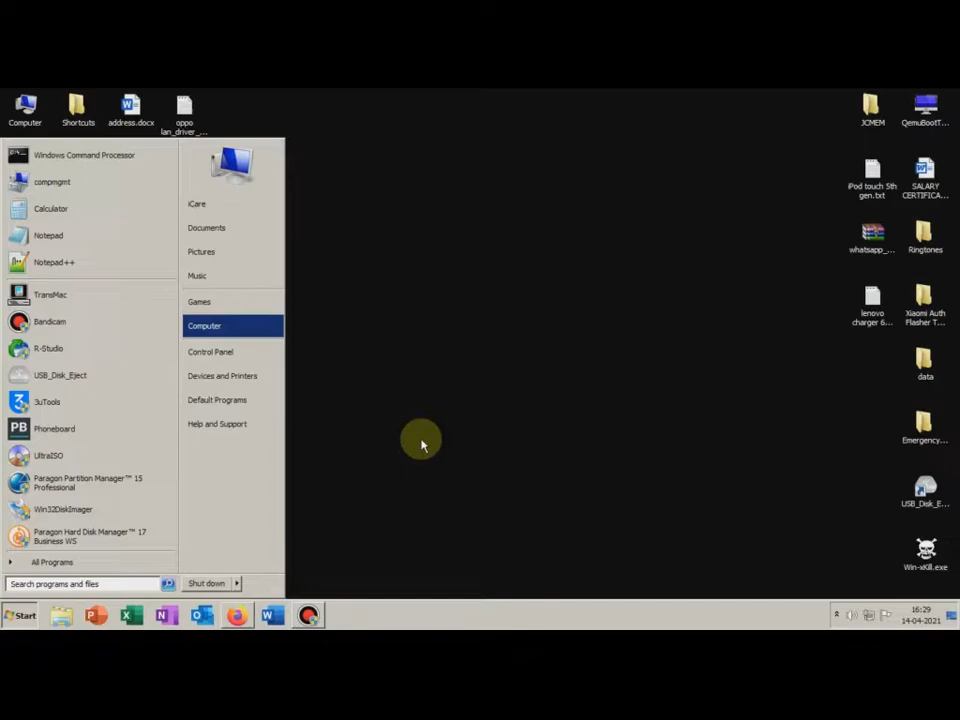 Computer
Shortcuts
address.docx
oppo
lan_driver_...
JCMEM
QemuBootT...
iPod touch 5th
gen.txt
SALARY
CERTIFICA...
whatsapp_...
Ringtones
lenovo
charger 6...
Xiaomi Auth
Flasher T...
data
Emergency...
USB_Disk_E...
Win-xKill.exe
Windows Command Processor
compmgmt
Calculator
Notepad
Notepad++
TransMac
Bandicam
R-Studio
USB_Disk_Eject
3uTools
PB
Phoneboard
UltraISO
Paragon Partition Manager™ 15
Professional
Win32DiskImager
Paragon Hard Disk Manager™ 17
Business WS
All Programs
Search programs and files
iCare
Documents
Pictures
Music
Games
Computer
Control Panel
Devices and Printers
Default Programs
Help and Support
Shut down
Start
16:29
14-04-2021